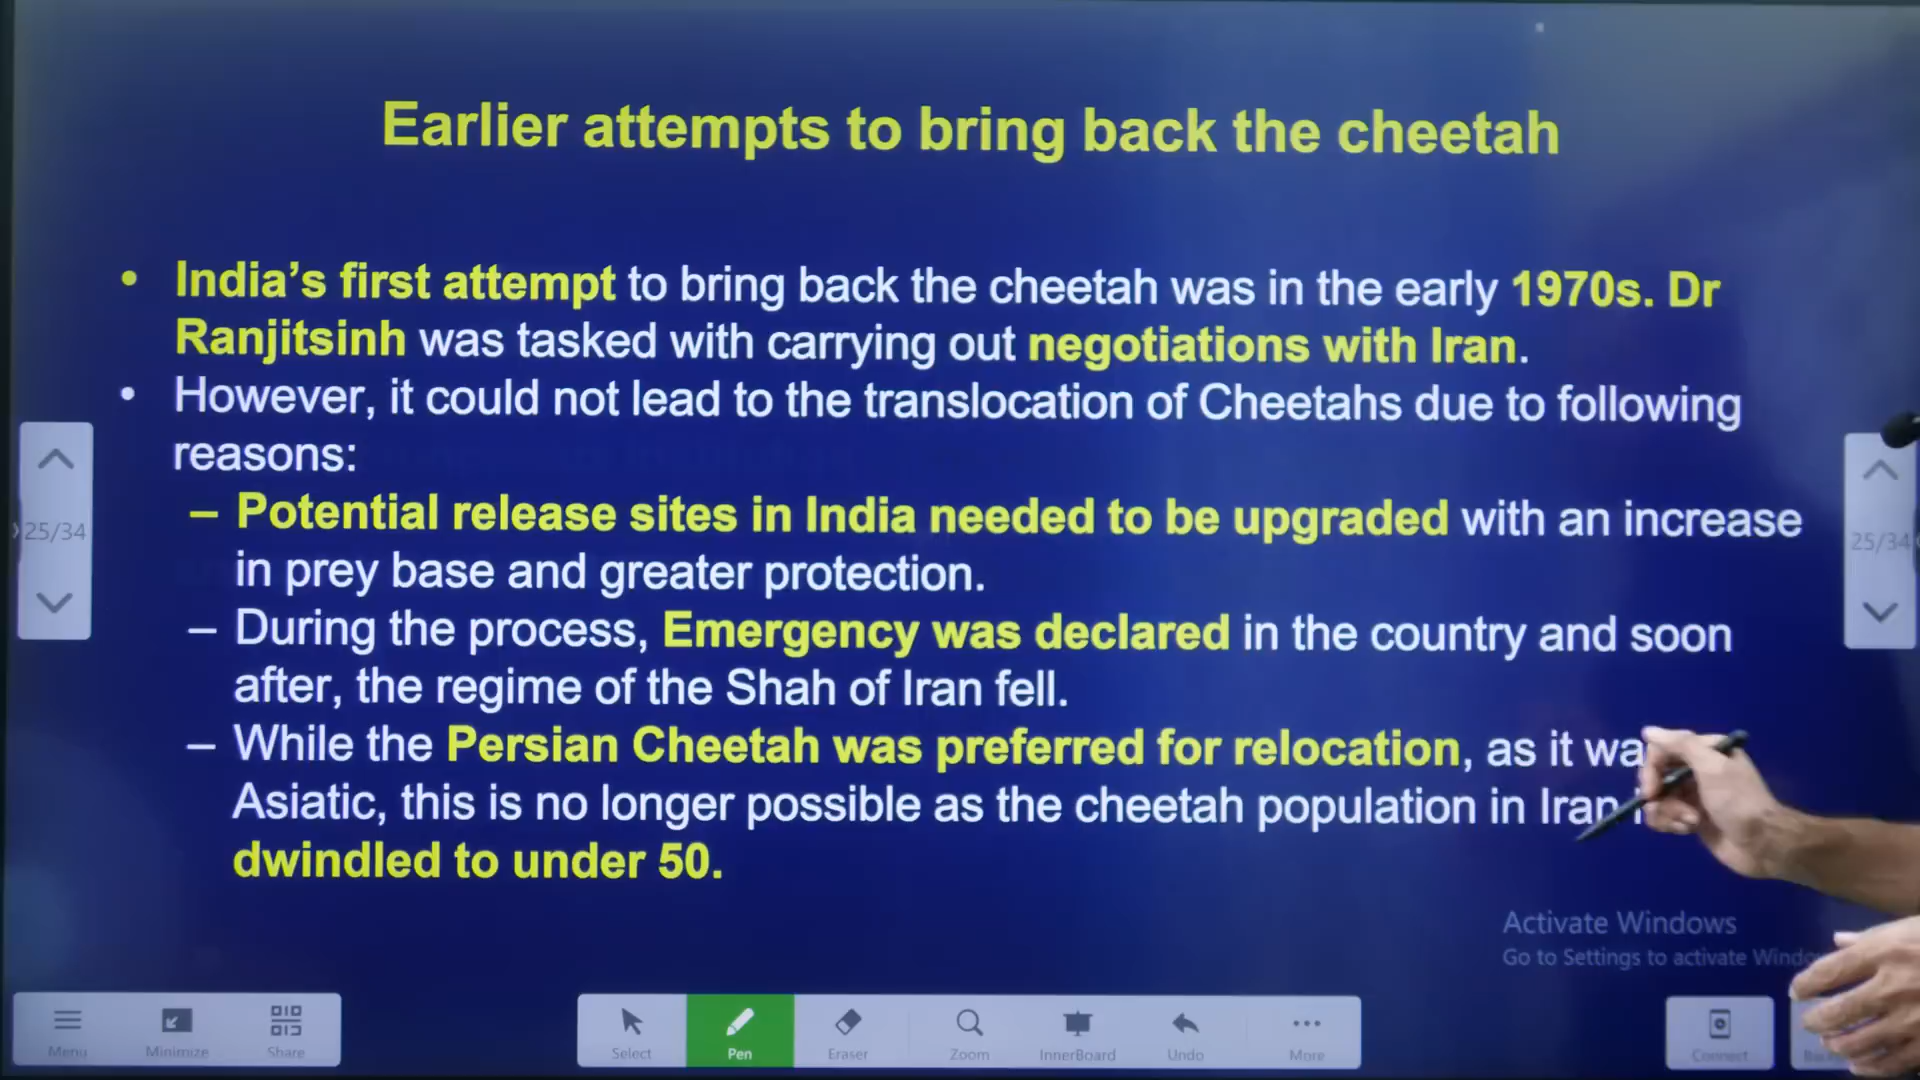 Earlier attempts to bring back the cheetah
• India’s first attempt to bring back the cheetah was in the early 1970s. Dr
Ranjitsinh was tasked with carrying out negotiations with Iran.
• However, it could not lead to the translocation of Cheetahs due to following
reasons:
– Potential release sites in India needed to be upgraded with an increase
in prey base and greater protection.
– During the process, Emergency was declared in the country and soon
after, the regime of the Shah of Iran fell.
– While the Persian Cheetah was preferred for relocation, as it
Asiatic, this is no longer possible as the cheetah population in Iran
dwindled to under 50.
25/34
25/34
Activate Windows
Go to Settings to activate
Menu Minimize Share
Select Pen Eraser Zoom InnerBoard Undo More
Connect